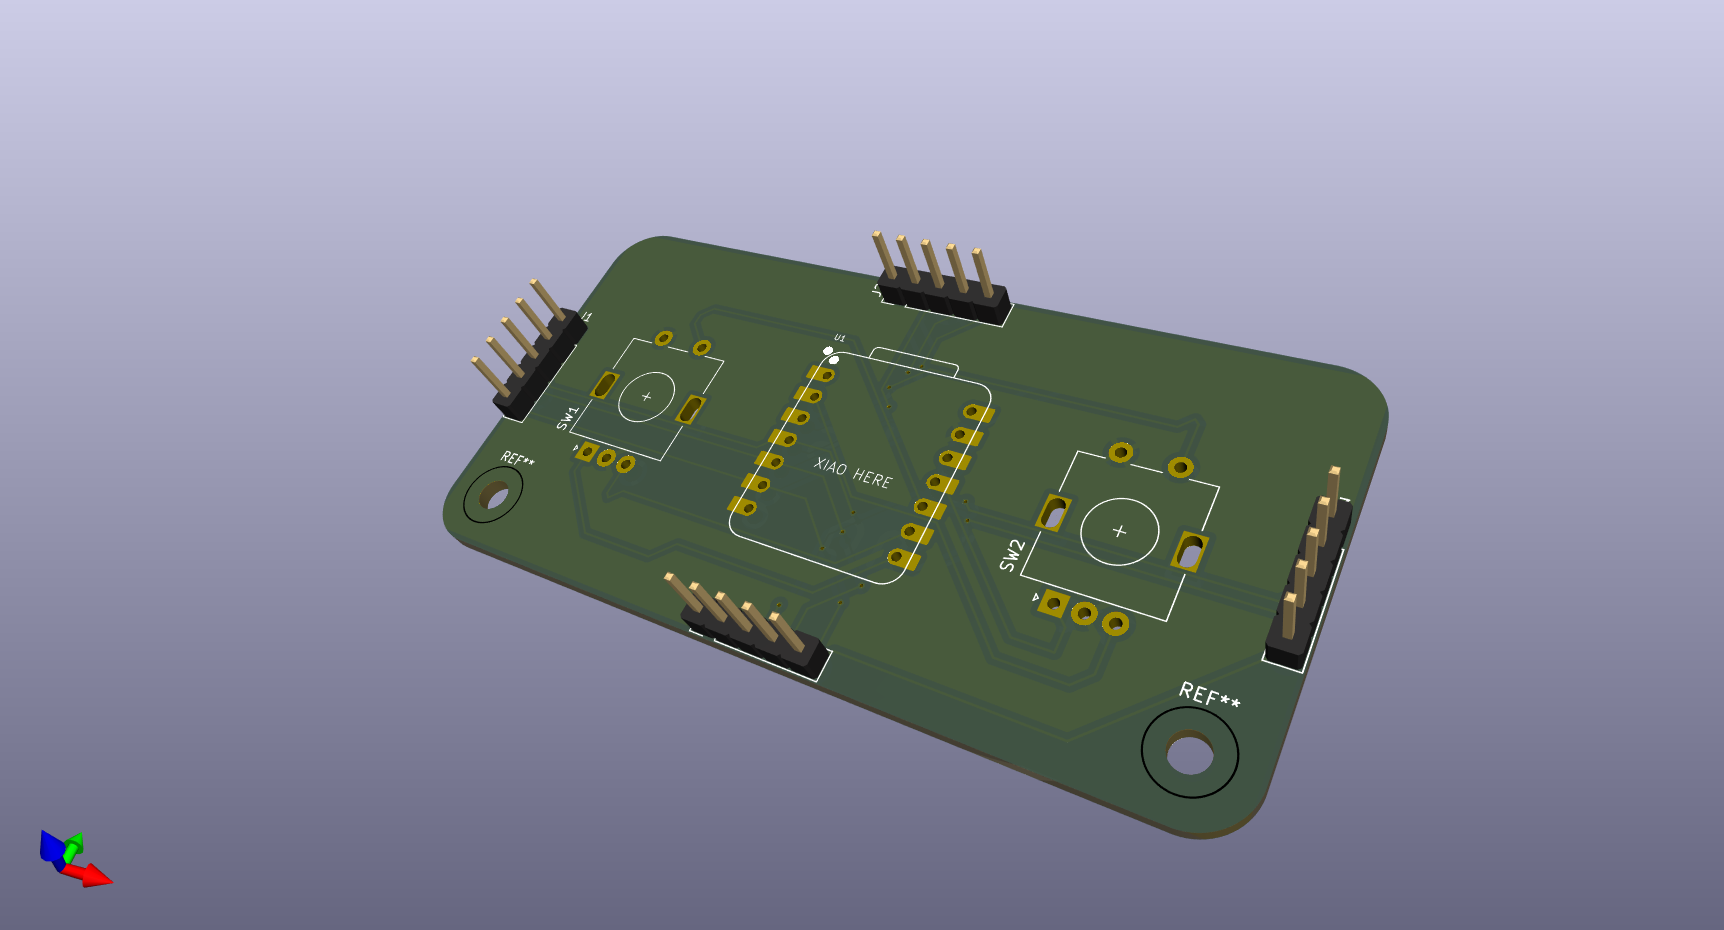 J1
U1
SW1
REF**
XIAO HERE
SW2
REF**